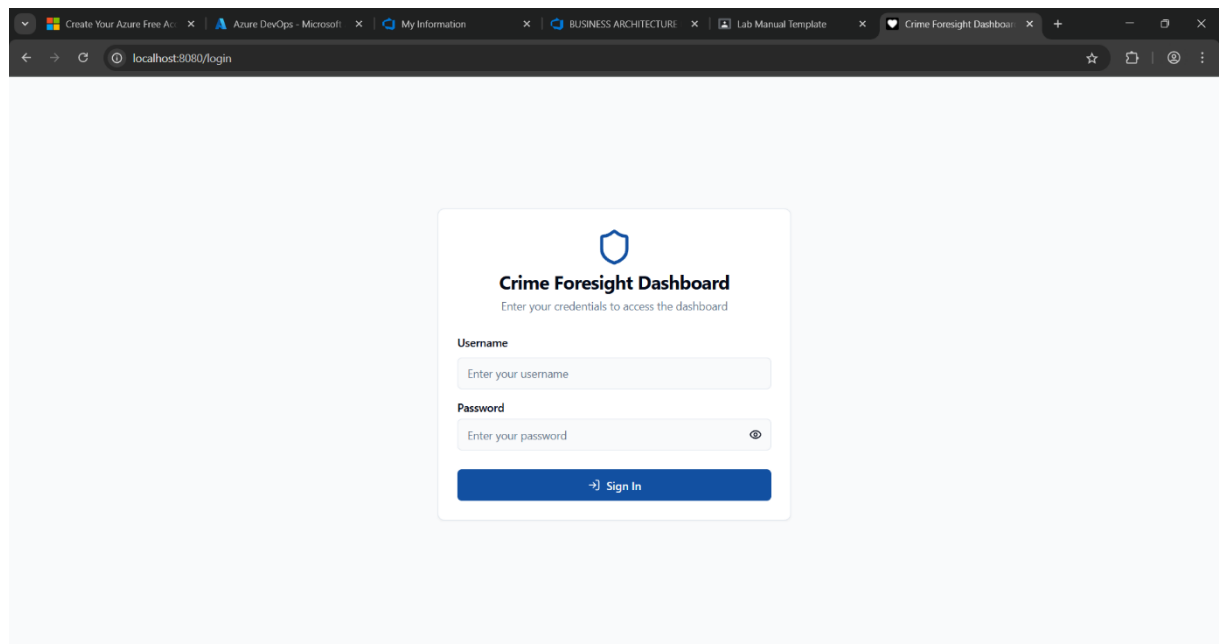 Create Your Azure Free Acc
Azure DevOps - Microsoft
My Information
BUSINESS ARCHITECTURE
Lab Manual Template
Crime Foresight Dashboar
localhost:8080/login
Crime Foresight Dashboard
Enter your credentials to access the dashboard
Username
Enter your username
Password
Enter your password
Sign In